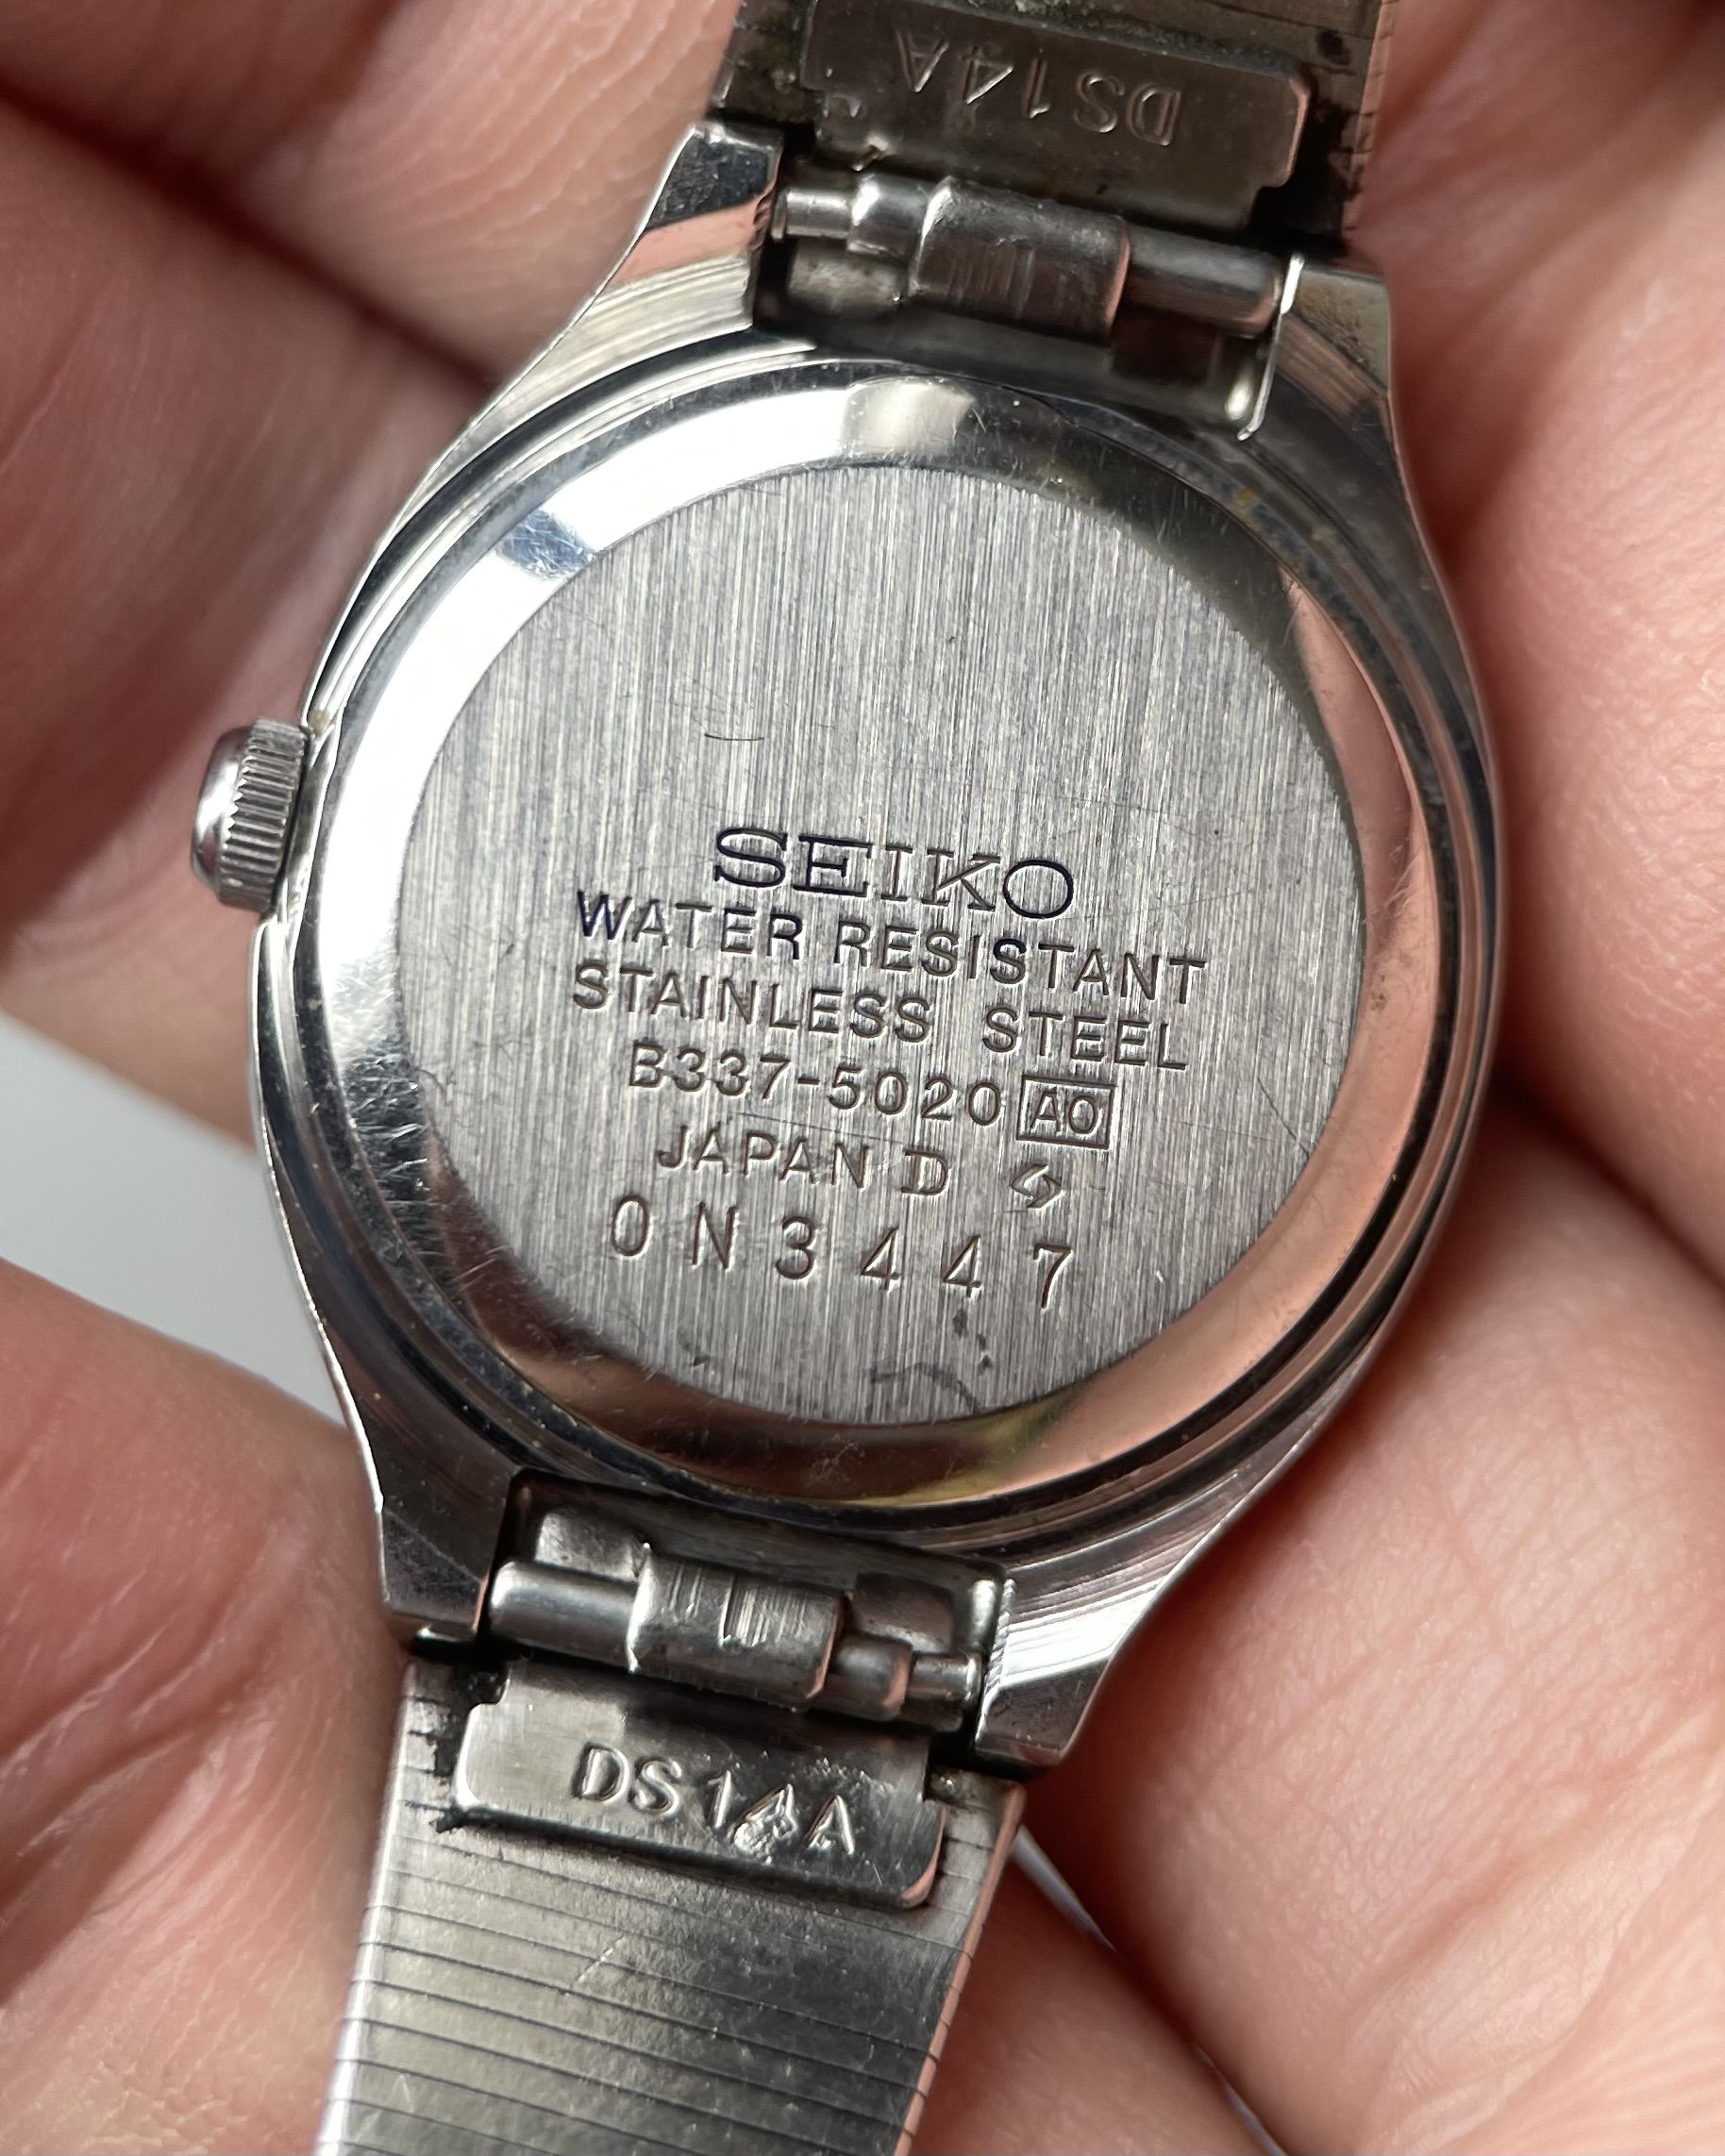 DS14A
SEIKO
WATER RESISTANT
STAINLESS STEEL
B337-5020 A0
JAPAN D
0N3447
DS14A